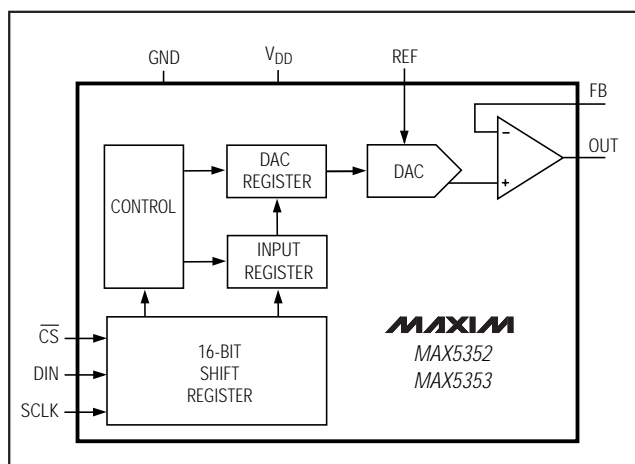 GND
V_DD
REF
FB
OUT
DAC
REGISTER
DAC
−
+
CONTROL
INPUT
REGISTER
CS̅
DIN
SCLK
16-BIT
SHIFT
REGISTER
MAXIM
MAX5352
MAX5353